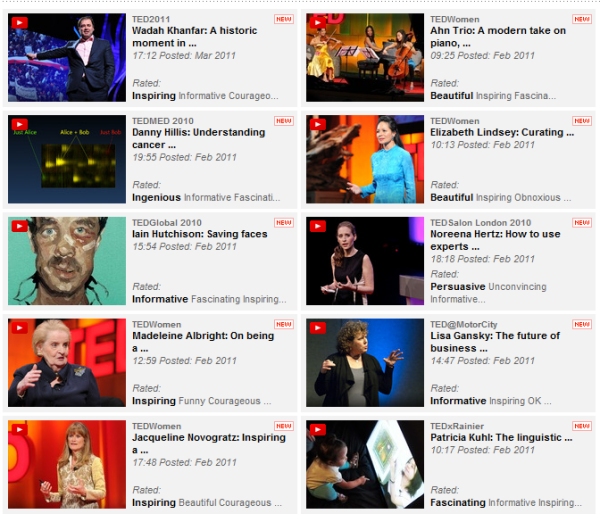 TED2011 NEW
Wadah Khanfar: A historic
moment in ...
17:12 Posted: Mar 2011
Rated:
Inspiring Informative Courageo...
TEDWomen NEW
Ahn Trio: A modern take on
piano, ...
09:25 Posted: Feb 2011
Rated:
Beautiful Inspiring Fascina...
TEDMED 2010 NEW
Just Alice Alice + Bob Just Bob
Danny Hillis: Understanding
cancer ...
19:55 Posted: Feb 2011
Rated:
Ingenious Informative Fascinati...
TEDWomen NEW
Elizabeth Lindsey: Curating ...
10:13 Posted: Feb 2011
Rated:
Beautiful Inspiring Obnoxious ...
TEDGlobal 2010 NEW
Iain Hutchison: Saving faces
15:54 Posted: Feb 2011
Rated:
Informative Fascinating Inspiring...
TEDSalon London 2010 NEW
Noreena Hertz: How to use
experts ...
18:18 Posted: Feb 2011
Rated:
Persuasive Unconvincing
Informative...
TEDWomen NEW
Madeleine Albright: On being
a ...
12:59 Posted: Feb 2011
Rated:
Inspiring Funny Courageous ...
TED@MotorCity NEW
Lisa Gansky: The future of
business ...
14:47 Posted: Feb 2011
Rated:
Informative Inspiring OK ...
TEDWomen NEW
Jacqueline Novogratz: Inspiring
a ...
17:48 Posted: Feb 2011
Rated:
Inspiring Beautiful Courageous ...
TEDxRainier NEW
Patricia Kuhl: The linguistic ...
10:17 Posted: Feb 2011
Rated:
Fascinating Informative Inspiring...